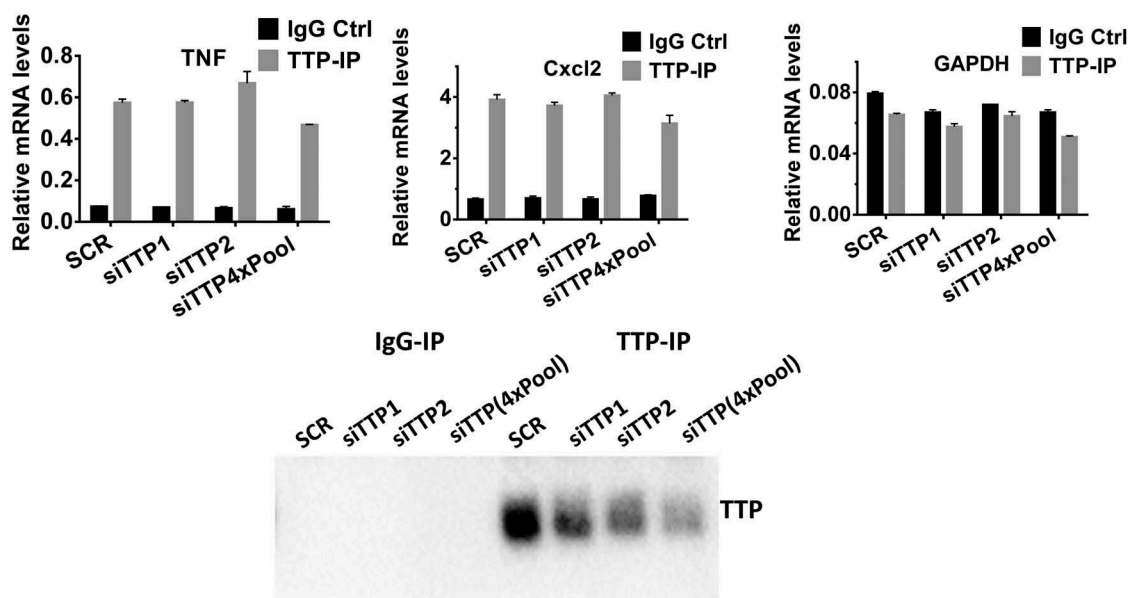 IgG Ctrl
TTP-IP
TNF
Relative mRNA levels
0.8
0.6
0.4
0.2
0.0
SCR
siTTP1
siTTP2
siTTP4xPool
IgG Ctrl
TTP-IP
Cxcl2
Relative mRNA levels
6
4
2
0
SCR
siTTP1
siTTP2
siTTP4xPool
IgG Ctrl
TTP-IP
GAPDH
Relative mRNA levels
0.08
0.04
0.00
SCR
siTTP1
siTTP2
siTTP4xPool
IgG-IP
TTP-IP
SCR
siTTP1
siTTP2
siTTP(4xPool)
SCR
siTTP1
siTTP2
siTTP(4xPool)
TTP